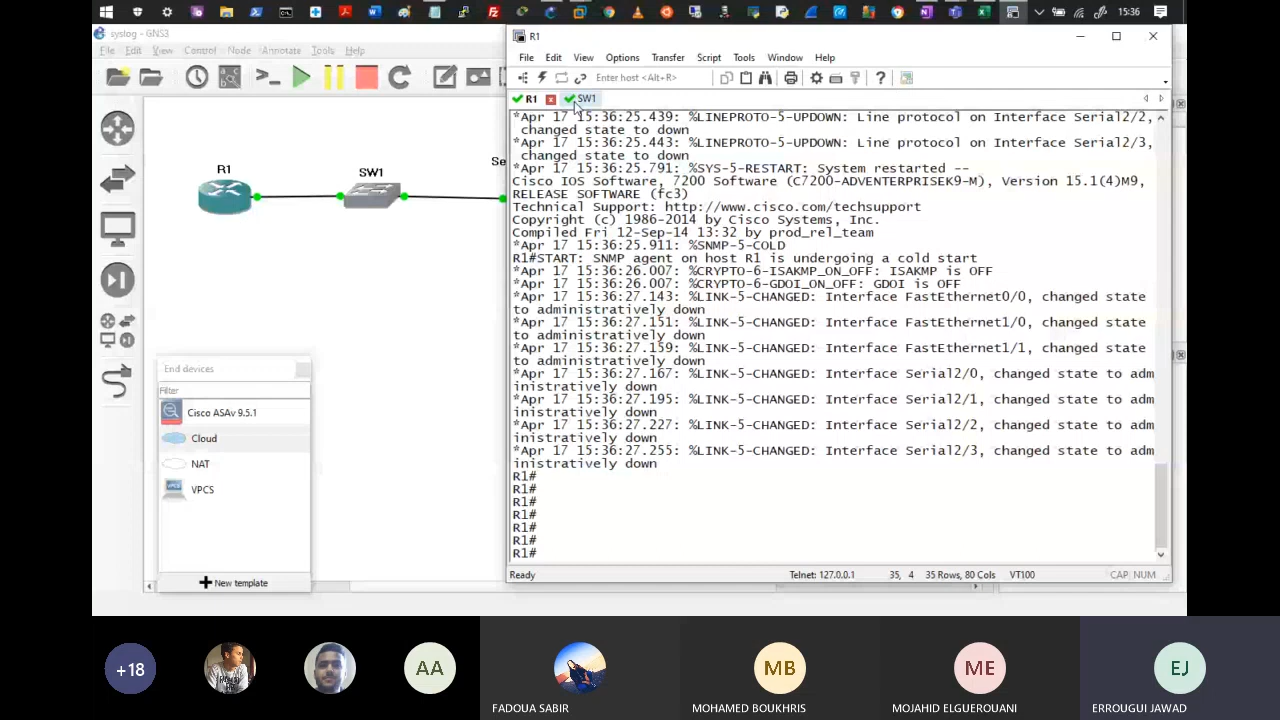 15:36
syslog - GNS3
File Edit View Control Node Annotate Tools Help
R1
SW1
Se
End devices
Filter
Cisco ASAv 9.5.1
Cloud
NAT
VPCS
New template
R1
File Edit View Options Transfer Script Tools Window Help
Enter host <Alt+R>
R1 SW1
*Apr 17 15:36:25.439: %LINEPROTO-5-UPDOWN: Line protocol on Interface Serial2/2,
changed state to down
*Apr 17 15:36:25.443: %LINEPROTO-5-UPDOWN: Line protocol on Interface Serial2/3,
changed state to down
*Apr 17 15:36:25.791: %SYS-5-RESTART: System restarted --
Cisco IOS Software, 7200 Software (C7200-ADVENTERPRISEK9-M), Version 15.1(4)M9,
RELEASE SOFTWARE (fc3)
Technical Support: http://www.cisco.com/techsupport
Copyright (c) 1986-2014 by Cisco Systems, Inc.
Compiled Fri 12-Sep-14 13:32 by prod_rel_team
*Apr 17 15:36:25.911: %SNMP-5-COLD
R1#START: SNMP agent on host R1 is undergoing a cold start
*Apr 17 15:36:26.007: %CRYPTO-6-ISAKMP_ON_OFF: ISAKMP is OFF
*Apr 17 15:36:26.007: %CRYPTO-6-GDOI_ON_OFF: GDOI is OFF
*Apr 17 15:36:27.143: %LINK-5-CHANGED: Interface FastEthernet0/0, changed state
to administratively down
*Apr 17 15:36:27.151: %LINK-5-CHANGED: Interface FastEthernet1/0, changed state
to administratively down
*Apr 17 15:36:27.159: %LINK-5-CHANGED: Interface FastEthernet1/1, changed state
to administratively down
*Apr 17 15:36:27.167: %LINK-5-CHANGED: Interface Serial2/0, changed state to adm
inistratively down
*Apr 17 15:36:27.195: %LINK-5-CHANGED: Interface Serial2/1, changed state to adm
inistratively down
*Apr 17 15:36:27.227: %LINK-5-CHANGED: Interface Serial2/2, changed state to adm
inistratively down
*Apr 17 15:36:27.255: %LINK-5-CHANGED: Interface Serial2/3, changed state to adm
inistratively down
R1#
R1#
R1#
R1#
R1#
R1#
R1#
Ready Telnet: 127.0.0.1 35, 4 35 Rows, 80 Cols VT100 CAP NUM
+18
AA
MB
ME
EJ
FADOUA SABIR
MOHAMED BOUKHRIS
MOJAHID ELGUEROUANI
ERROUGUI JAWAD